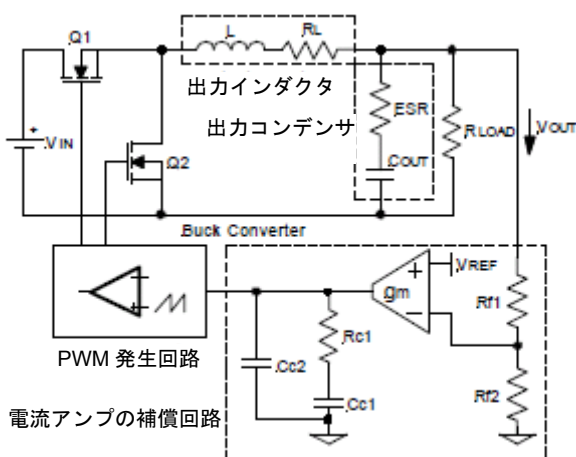 Q1
L
RL
出力インダクタ
出力コンデンサ
ESR
COUT
RLOAD
VOUT
+
VIN
Q2
Buck Converter
+
VREF
gm
−
Rf1
Rc1
Cc2
Cc1
Rf2
PWM 発生回路
電流アンプの補償回路